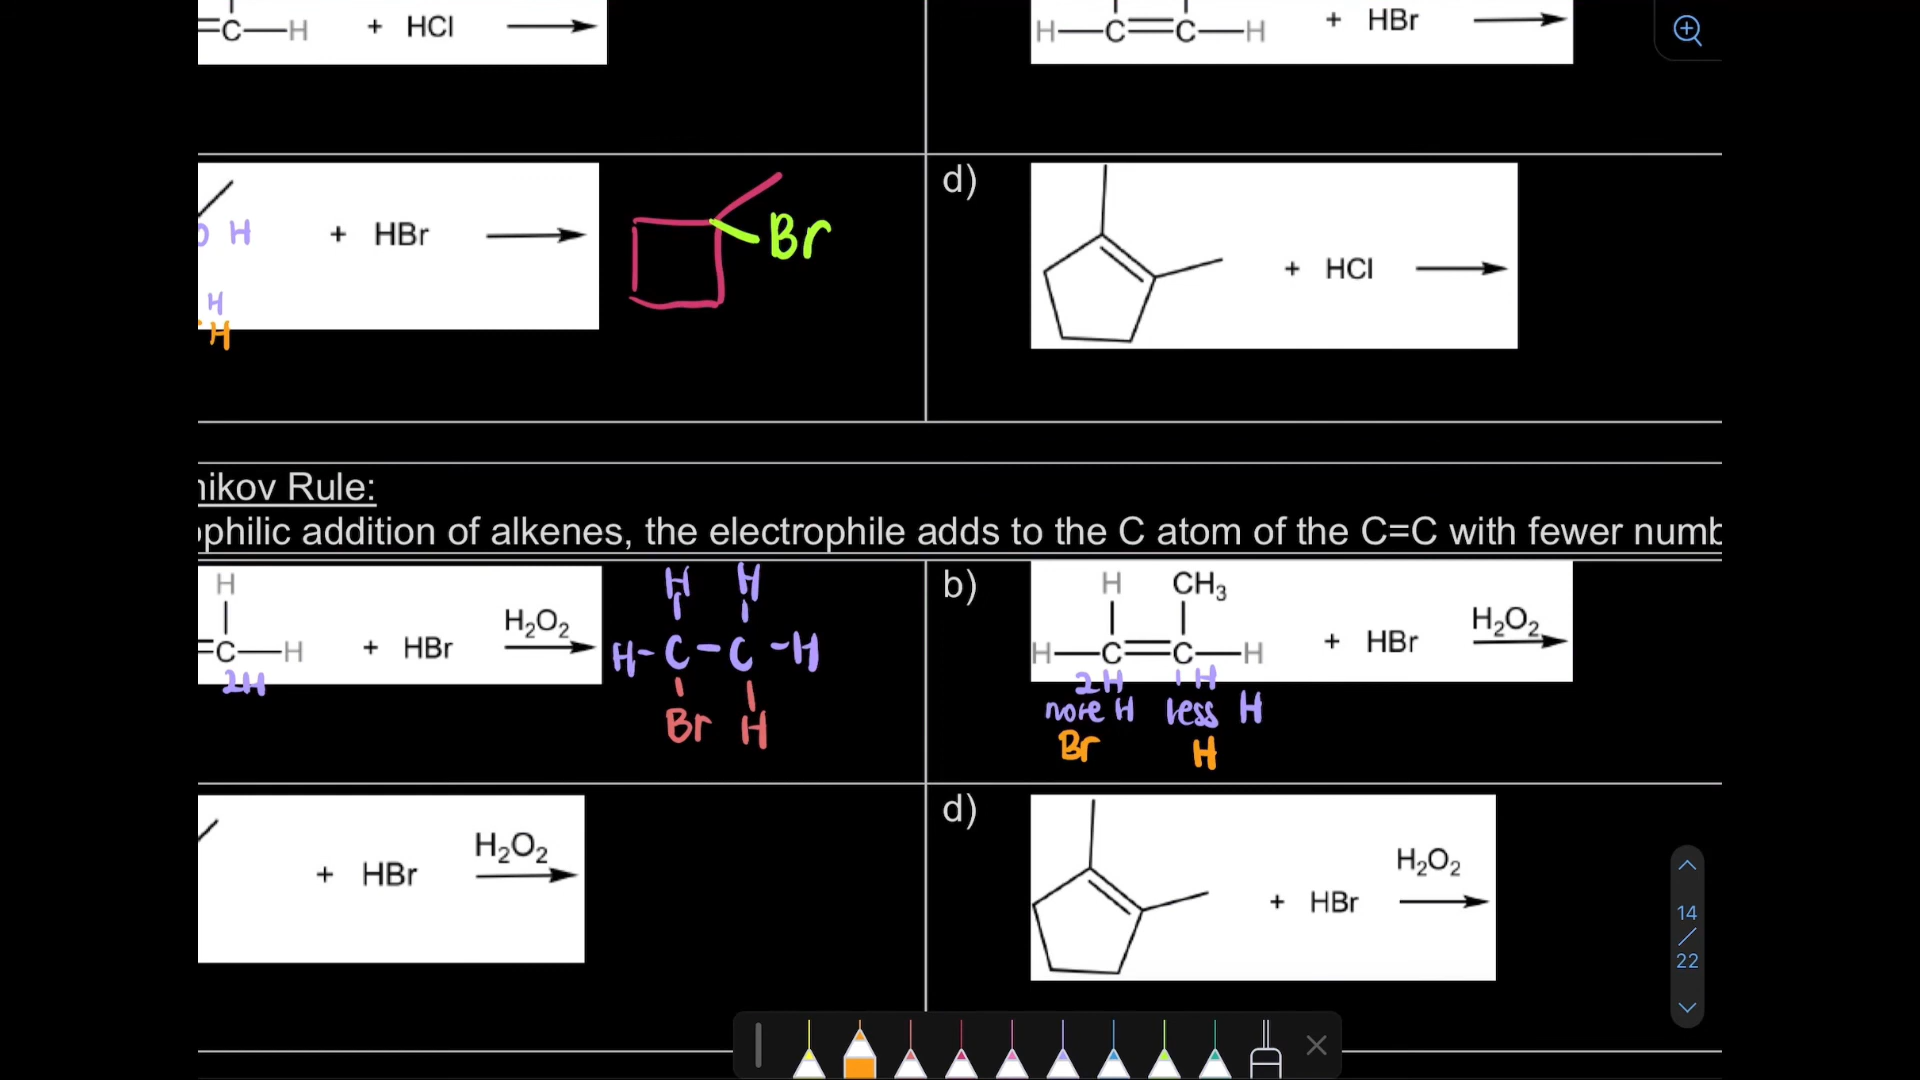 C—H + HCl
H—C=C—H + HBr
H
+ HBr
Br
H
H
d)
+ HCl
nikov Rule:
ophilic addition of alkenes, the electrophile adds to the C atom of the C=C with fewer numb
H
=C—H + HBr H₂O₂
2H
H H
H-C-C-H
Br H
b)
H CH₃
H—C=C—H + HBr H₂O₂
2H 1H
more H less H
Br H
+ HBr H₂O₂
d)
+ HBr H₂O₂
14
/
22